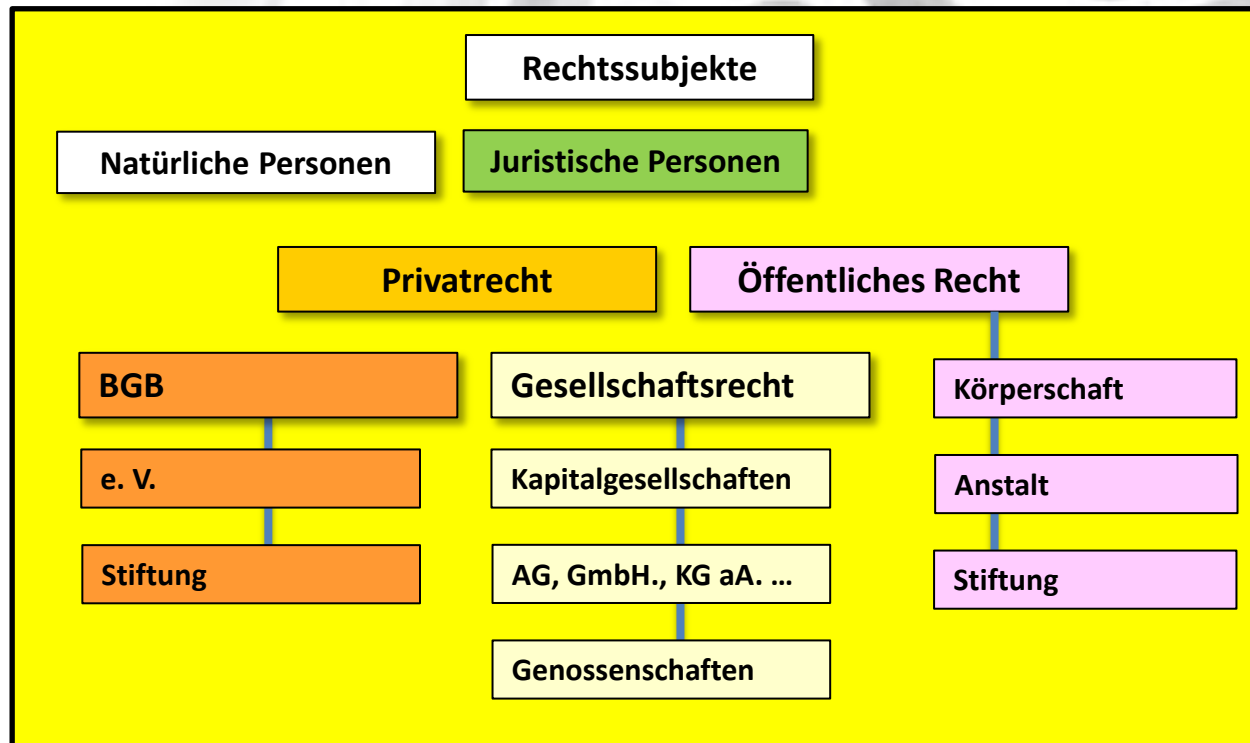 Rechtssubjekte
Natürliche Personen
Juristische Personen
Privatrecht
Öffentliches Recht
BGB
Gesellschaftsrecht
Körperschaft
e. V.
Kapitalgesellschaften
Anstalt
Stiftung
AG, GmbH., KG aA. ...
Stiftung
Genossenschaften